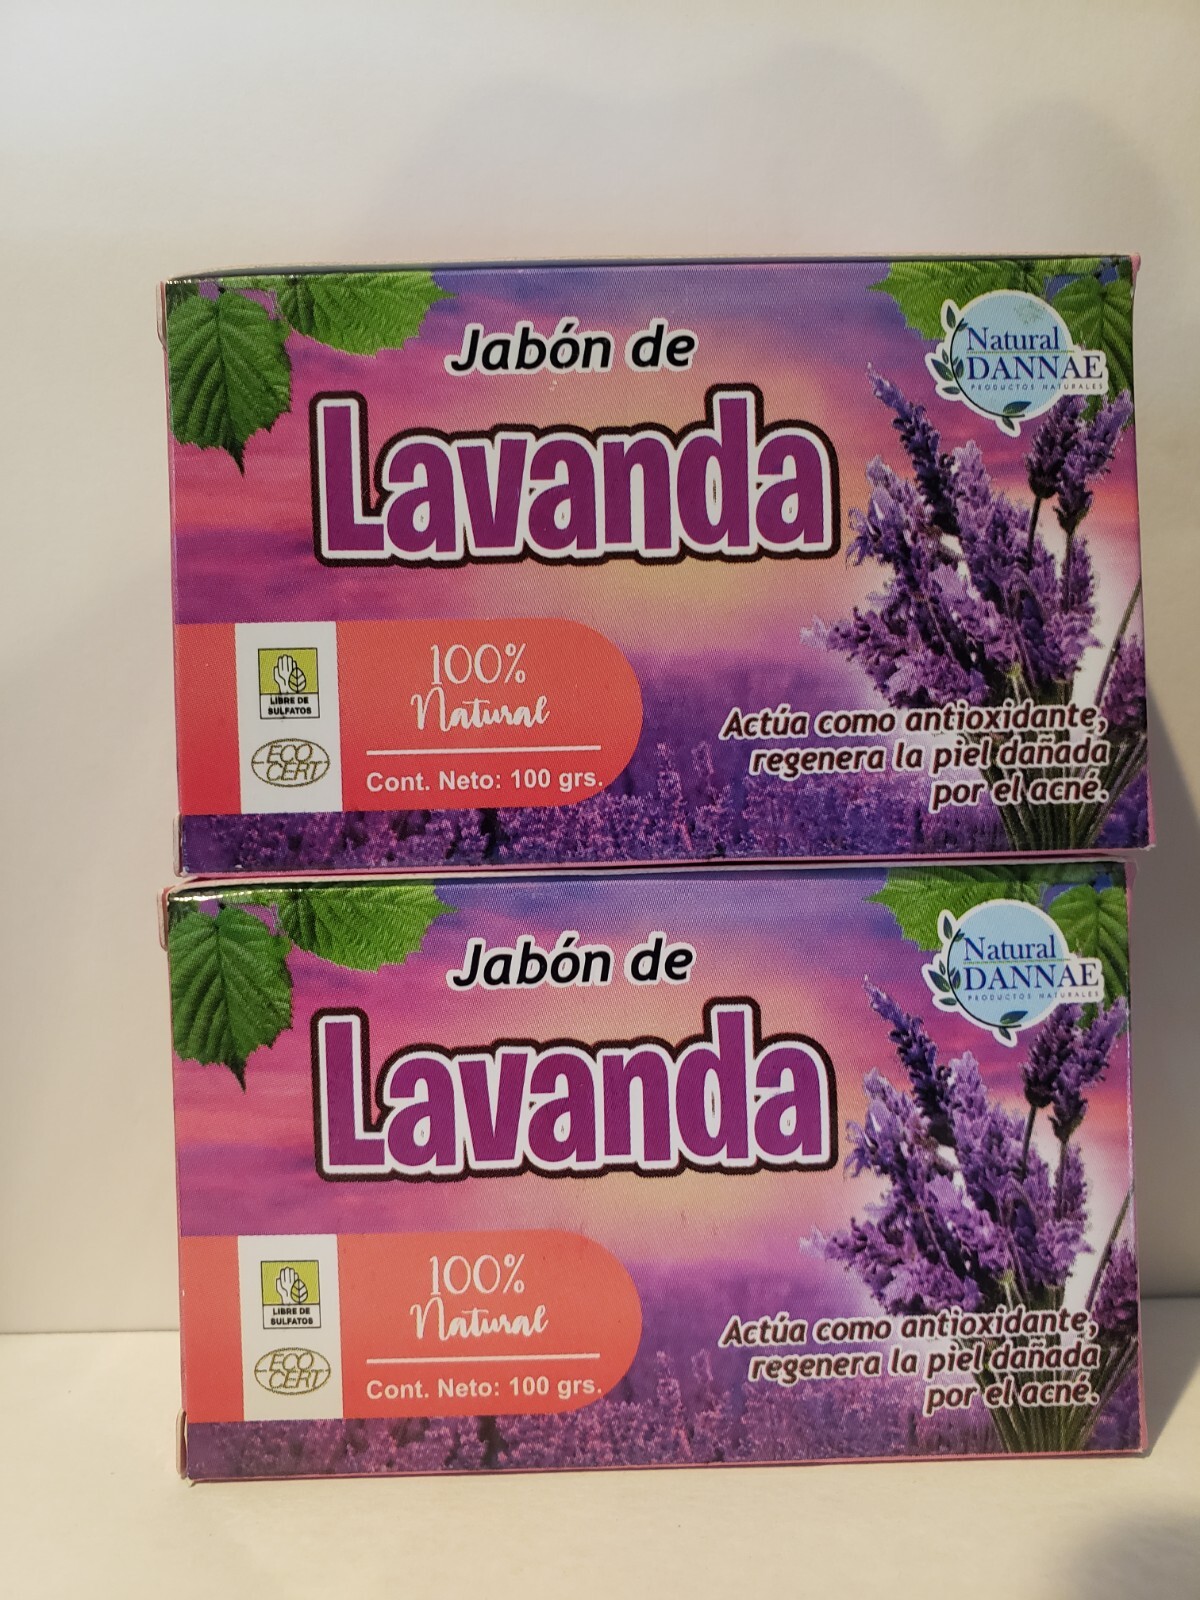 Jabón de
Natural
DANNAE
PRODUCTOS NATURALES
Lavanda
LIBRE DE
SULFATOS
ECO
CERT
100%
Natural
Cont. Neto: 100 grs.
Actúa como antioxidante,
regenera la piel dañada
por el acné.
Jabón de
Natural
DANNAE
PRODUCTOS NATURALES
Lavanda
LIBRE DE
SULFATOS
ECO
CERT
100%
Natural
Cont. Neto: 100 grs.
Actúa como antioxidante,
regenera la piel dañada
por el acné.